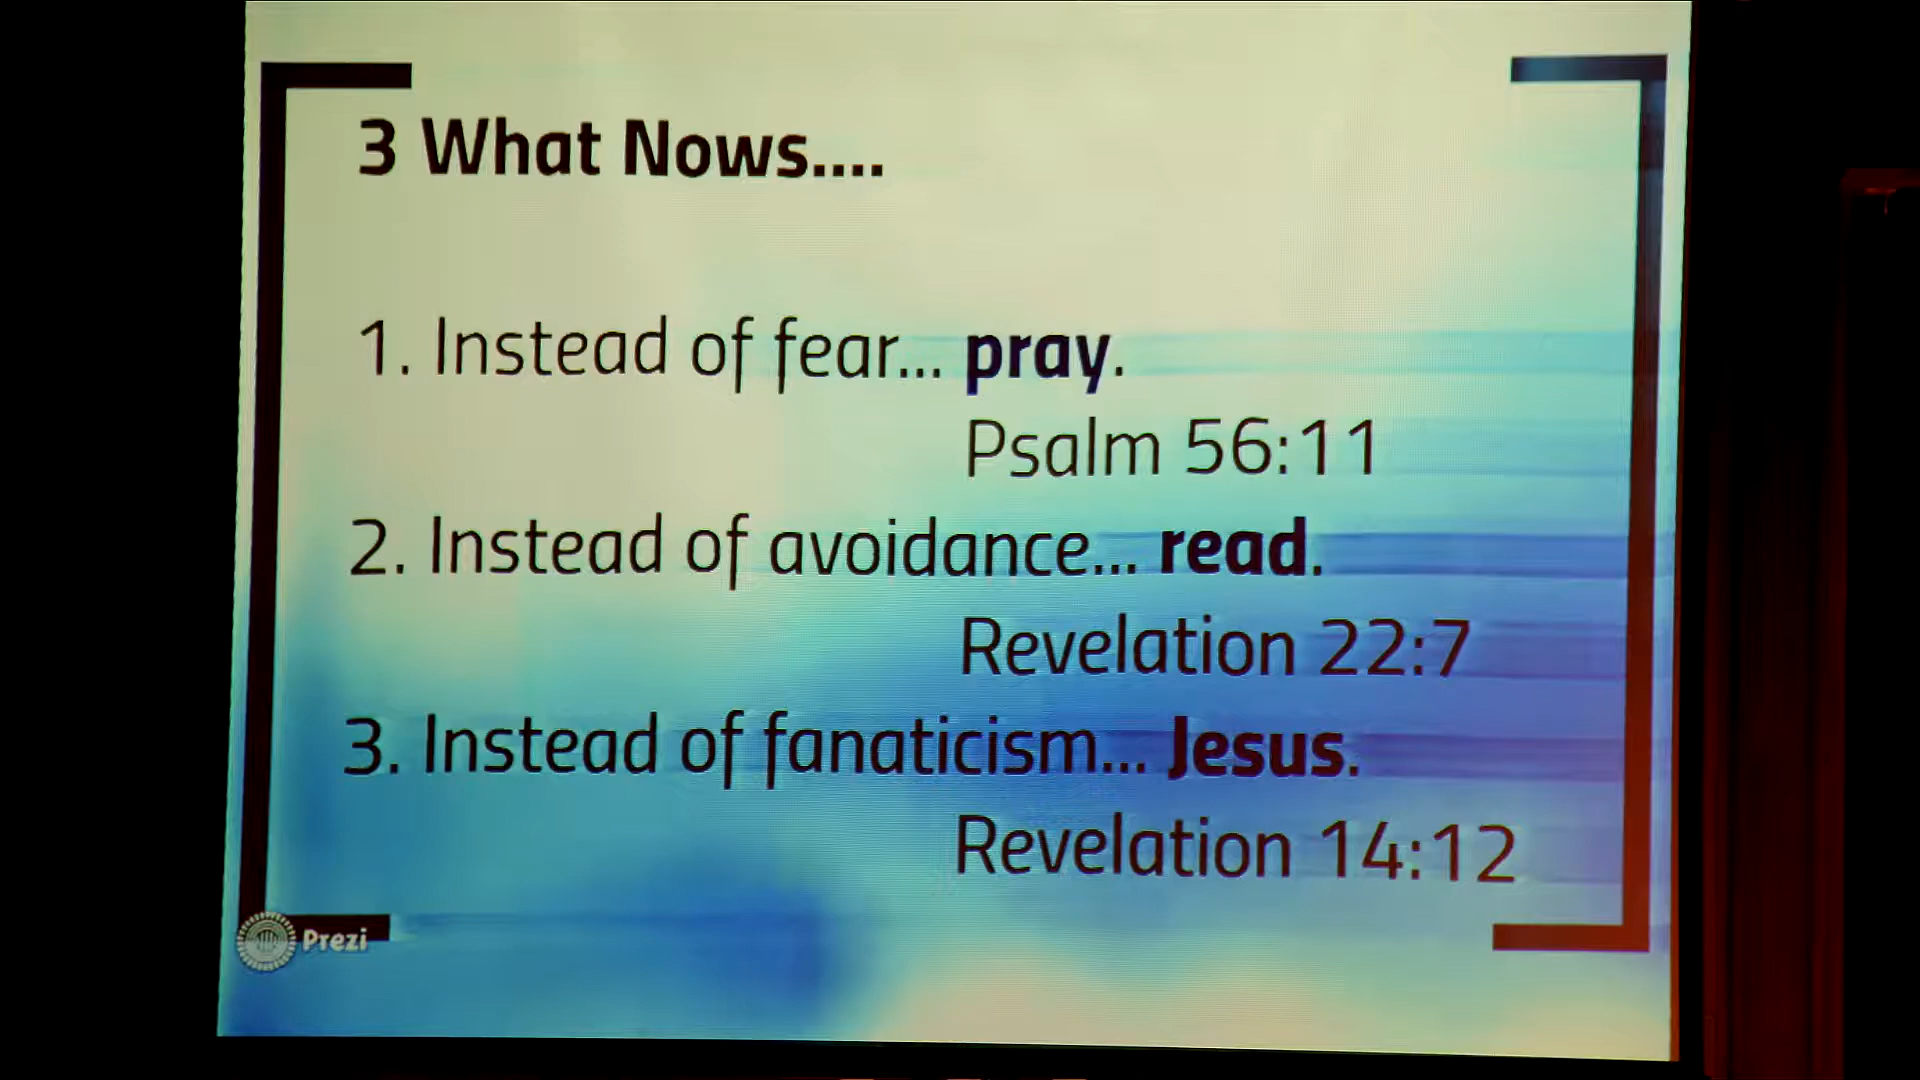 3 What Nows....
1. Instead of fear... pray.
Psalm 56:11
2. Instead of avoidance... read.
Revelation 22:7
3. Instead of fanaticism... Jesus.
Revelation 14:12
Prezi